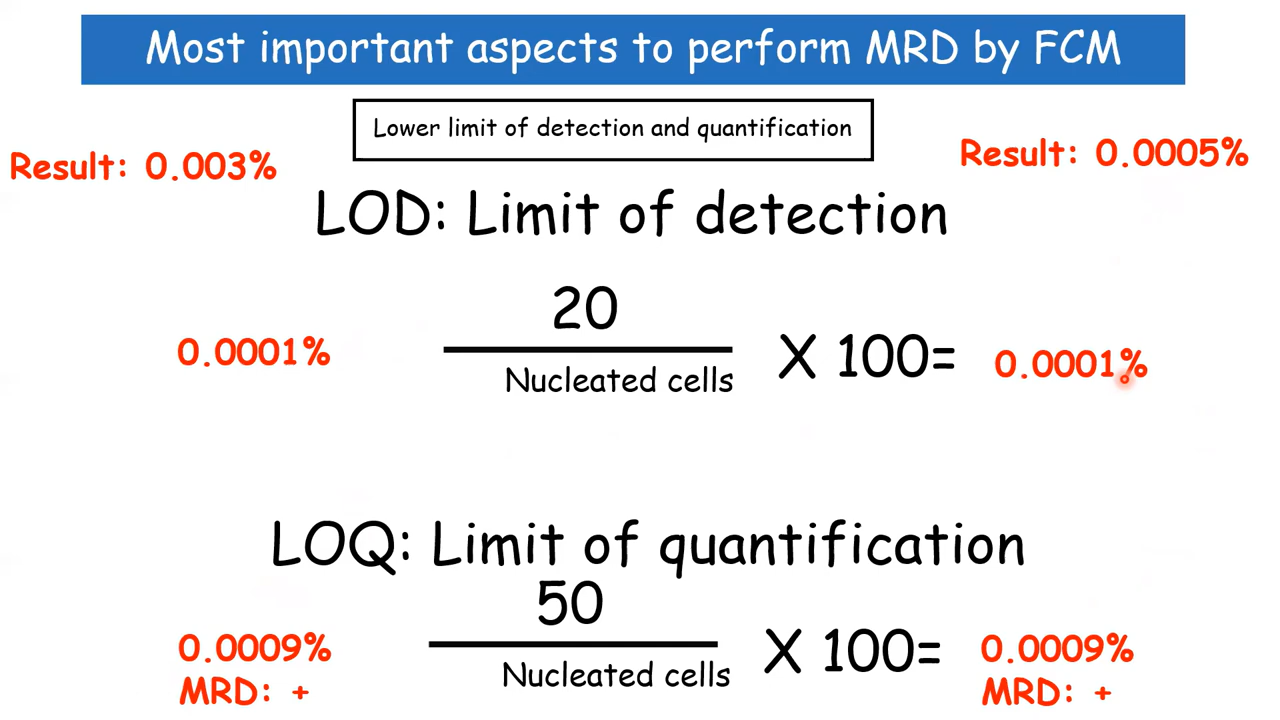 Most important aspects to perform MRD by FCM
Lower limit of detection and quantification
Result: 0.003%
Result: 0.0005%
LOD: Limit of detection
20
0.0001%
Nucleated cells
X 100=
0.0001%
LOQ: Limit of quantification
50
0.0009%
Nucleated cells
X 100=
0.0009%
MRD: +
MRD: +